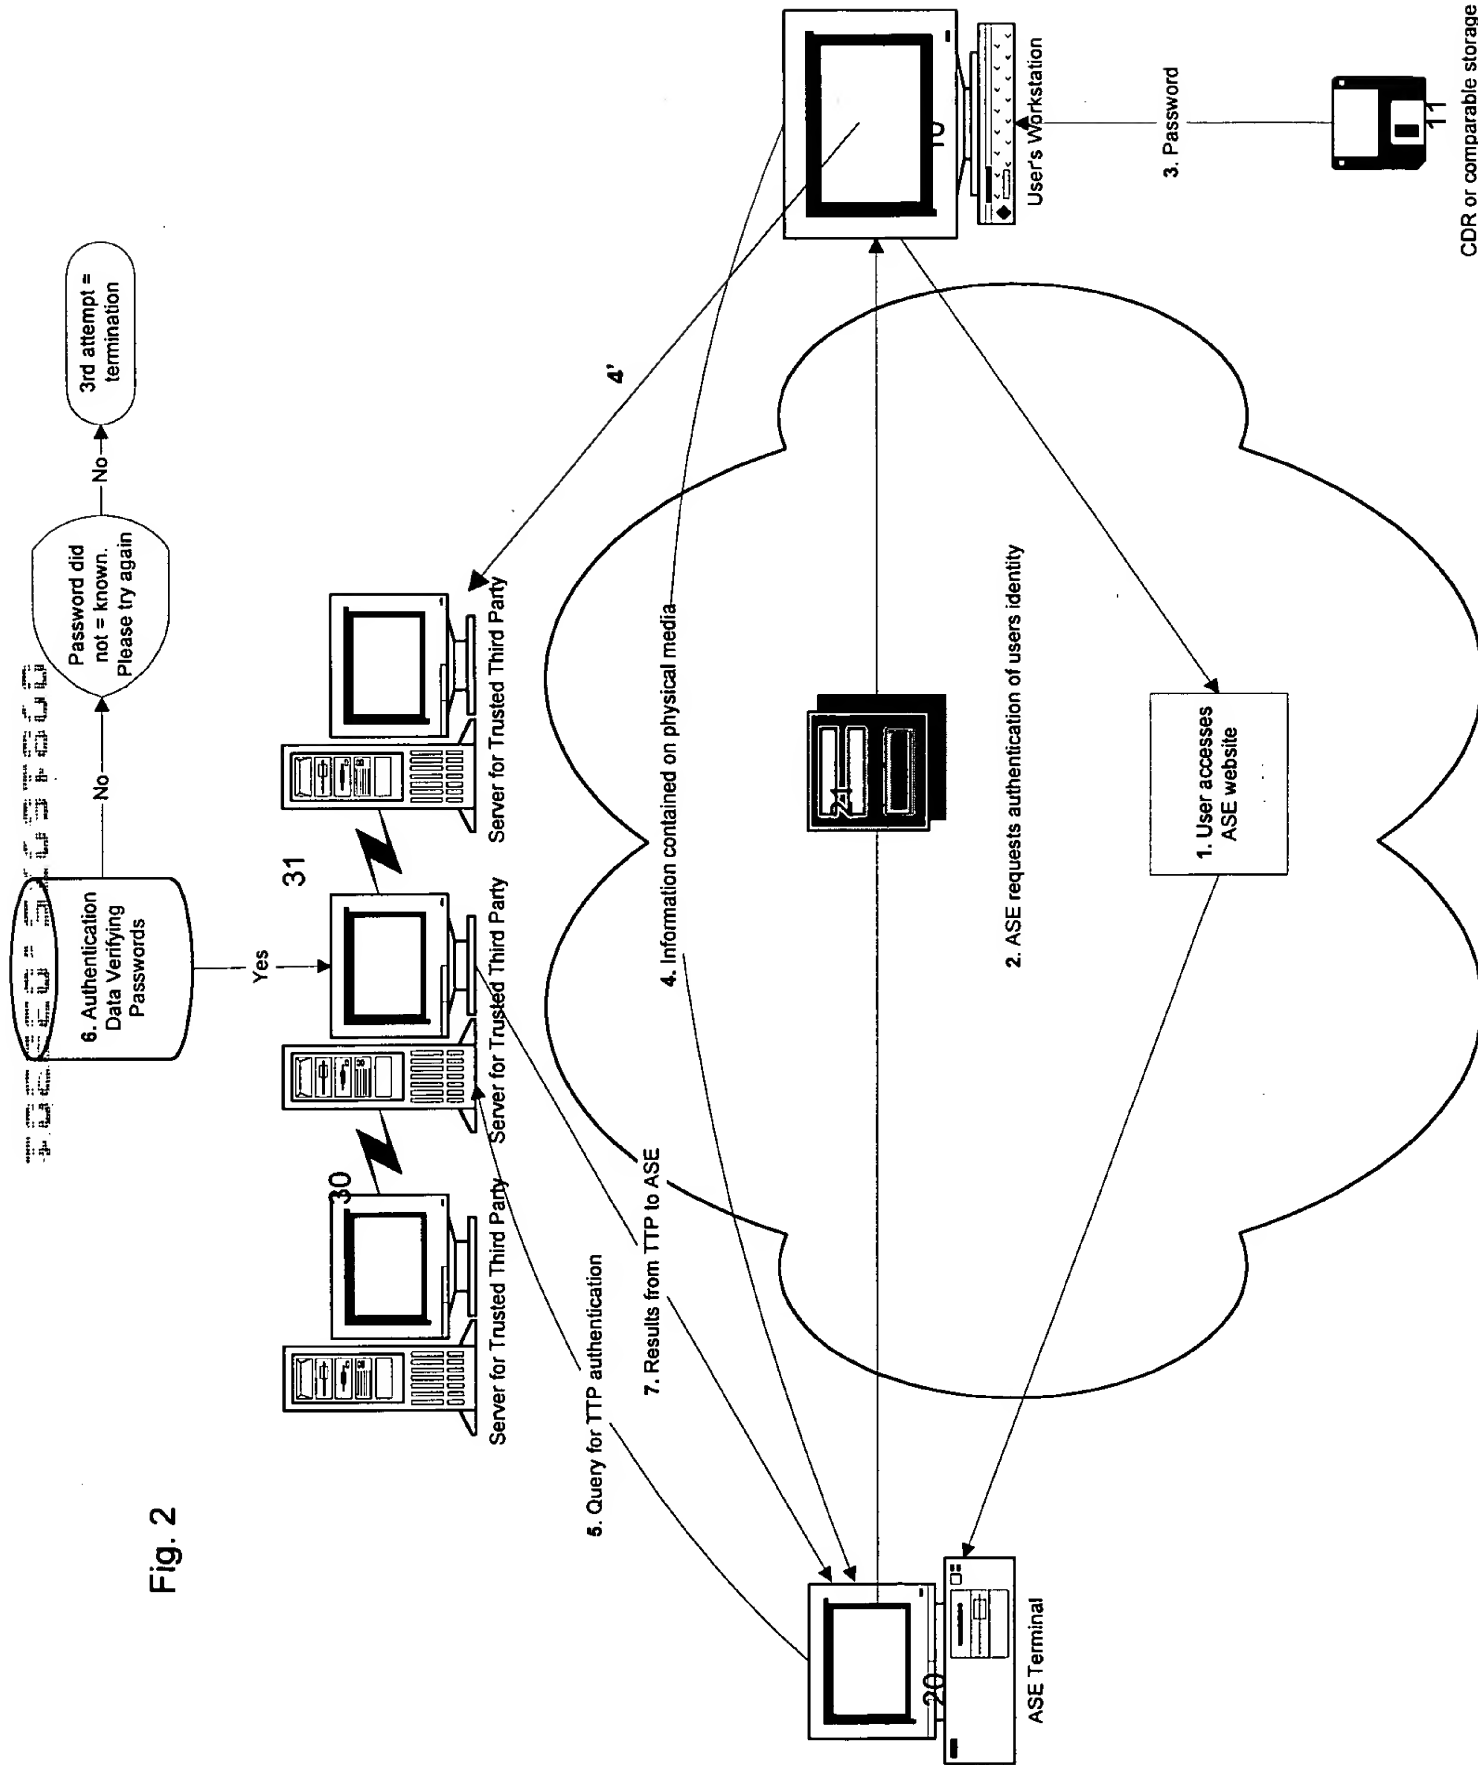 Fig. 2
6. Authentication
Data Verifying
Passwords
No
Password did
not = known.
Please try again
No
3rd attempt =
termination
Yes
30
31
Server for Trusted Third Party
Server for Trusted Third Party
Server for Trusted Third Party
4'
5. Query for TTP authentication
7. Results from TTP to ASE
4. Information contained on physical media
21
2. ASE requests authentication of users identity
1. User accesses
ASE website
20
ASE Terminal
10
User's Workstation
3. Password
11
CDR or comparable storage